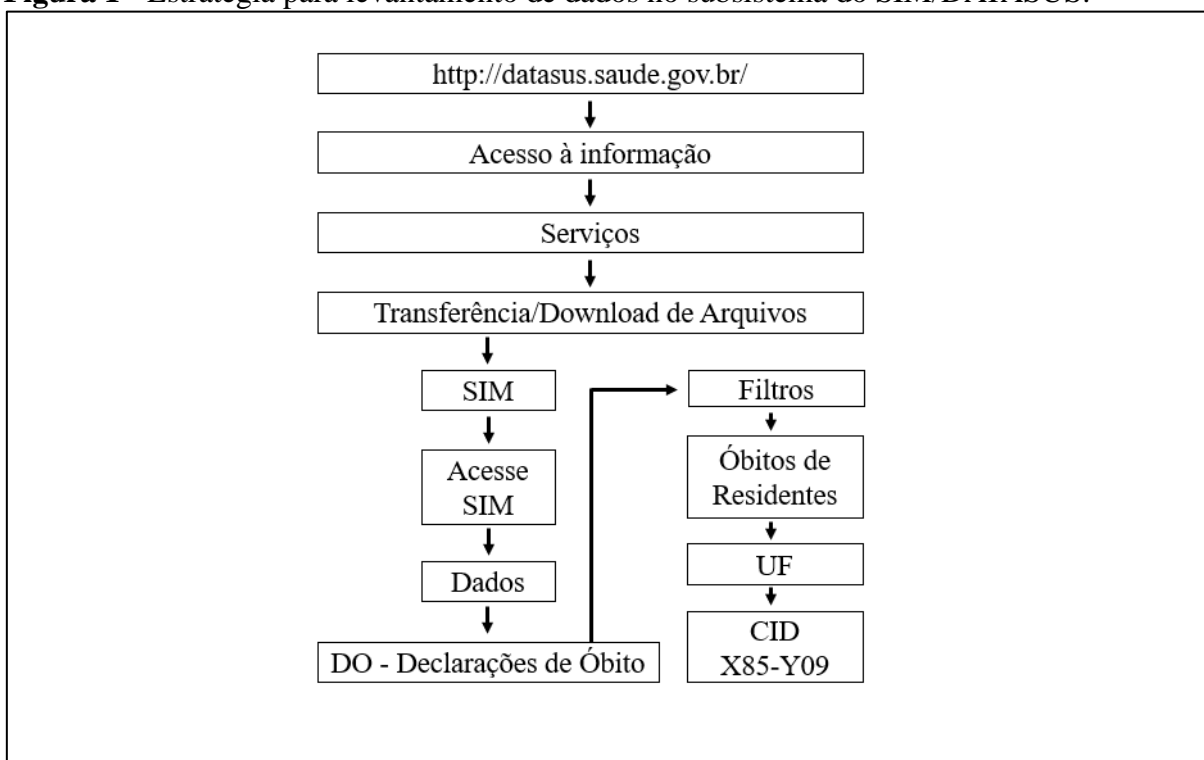 Figura 1 - Estratégia para levantamento de dados no subsistema do SIM/DATASUS.
http://datasus.saude.gov.br/
Acesso à informação
Serviços
Transferência/Download de Arquivos
SIM
Acesse
SIM
Dados
DO - Declarações de Óbito
Filtros
Óbitos de
Residentes
UF
CID
X85-Y09